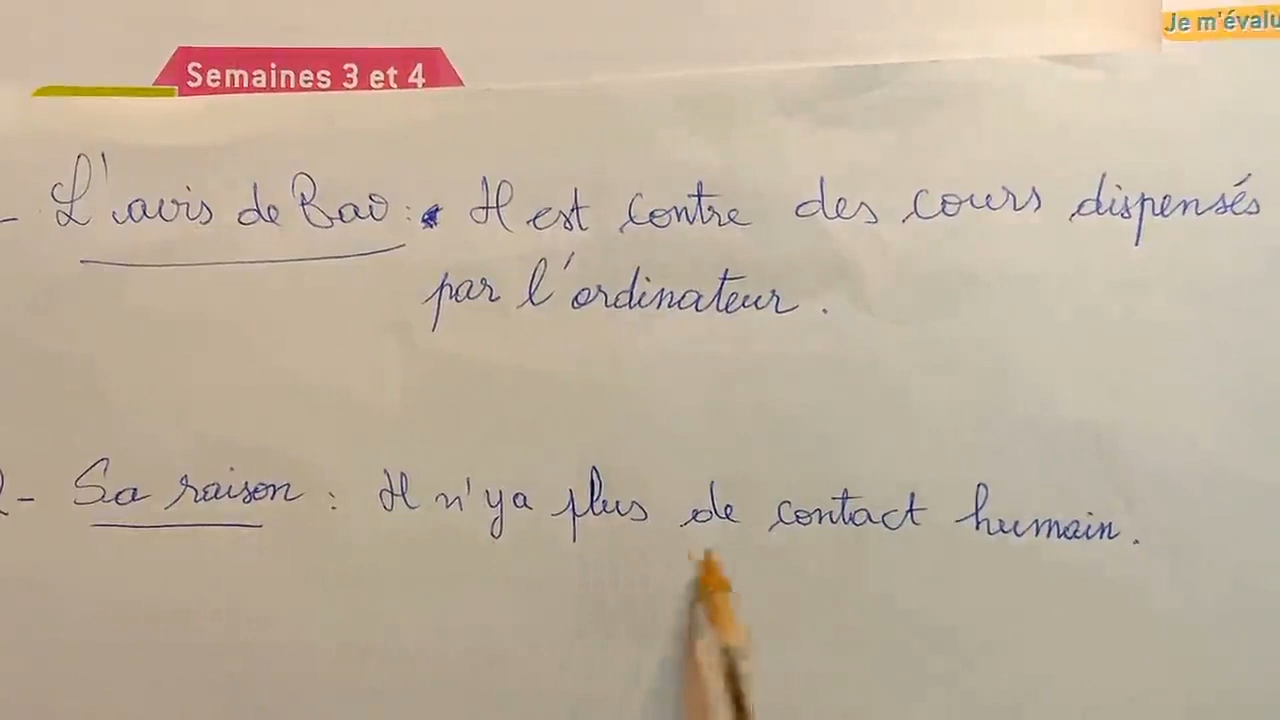 Je m'évalu
Semaines 3 et 4
- L'avis de Bao : Il est contre des cours dispensés
par l'ordinateur.
- Sa raison : Il n'ya plus de contact humain.